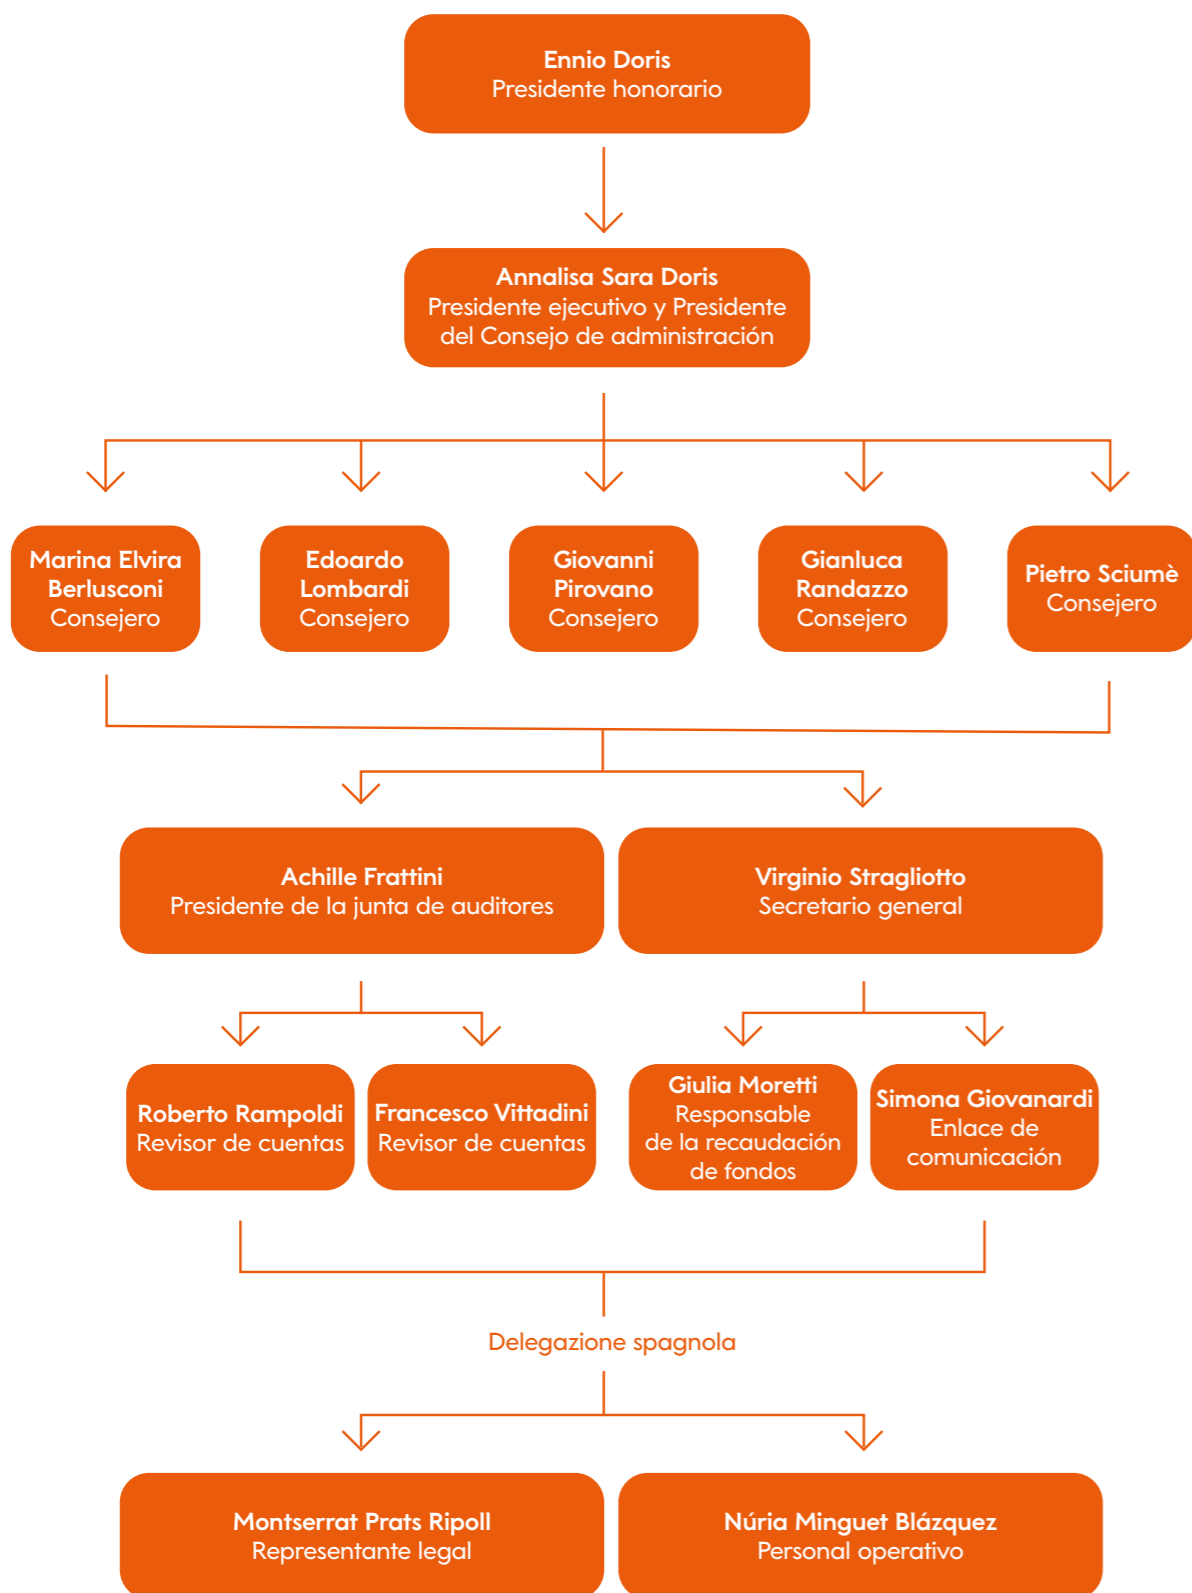 Ennio Doris
Presidente honorario
Annalisa Sara Doris
Presidente ejecutivo y Presidente
del Consejo de administración
Marina Elvira
Berlusconi
Consejero
Edoardo
Lombardi
Consejero
Giovanni
Pirovano
Consejero
Gianluca
Randazzo
Consejero
Pietro Sciumè
Consejero
Achille Frattini
Presidente de la junta de auditores
Virginio Stragliotto
Secretario general
Roberto Rampoldi
Revisor de cuentas
Francesco Vittadini
Revisor de cuentas
Giulia Moretti
Responsable
de la recaudación
de fondos
Simona Giovanardi
Enlace de
comunicación
Delegazione spagnola
Montserrat Prats Ripoll
Representante legal
Núria Minguet Blázquez
Personal operativo